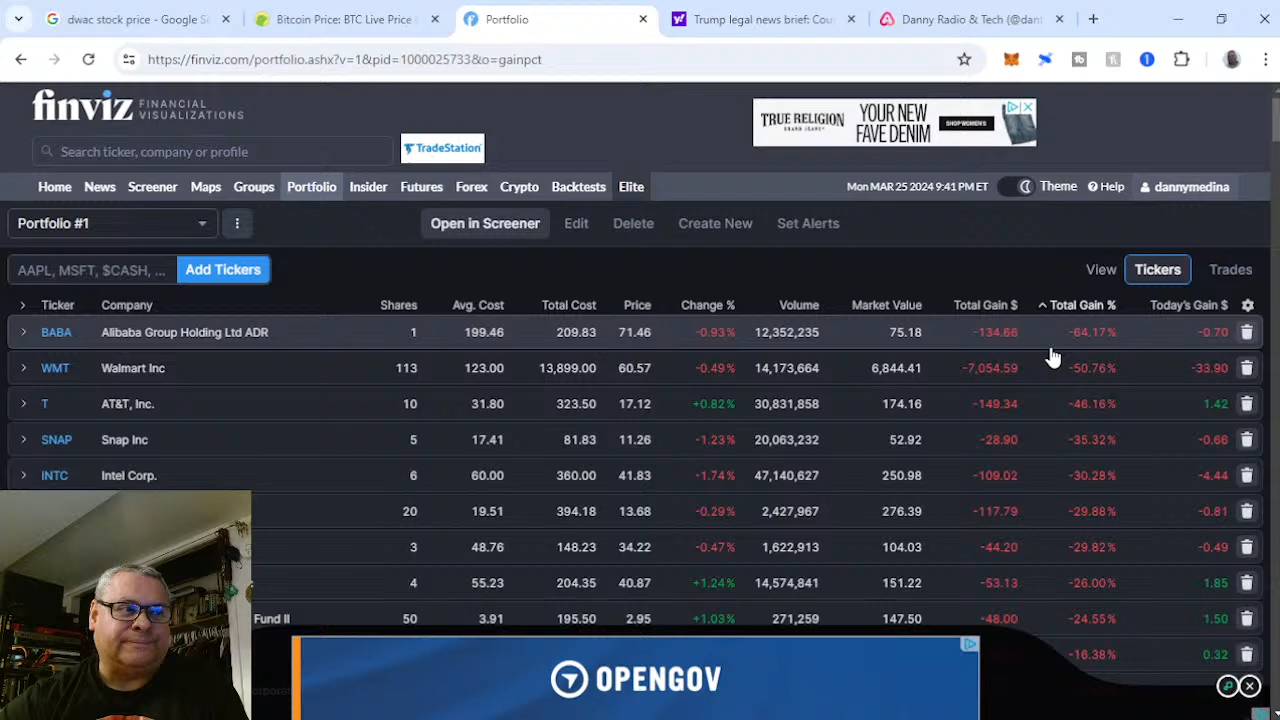 dwac stock price - Google Se
Bitcoin Price: BTC Live Price
Portfolio
Trump legal news brief: Cou
Danny Radio & Tech (@dan
https://finviz.com/portfolio.ashx?v=1&pid=1000025733&o=gainpct
finviz FINANCIAL VISUALIZATIONS
TRUE RELIGION BRAND JEANS YOUR NEW FAVE DENIM SHOP WOMENS
Search ticker, company or profile
TradeStation
Home News Screener Maps Groups Portfolio Insider Futures Forex Crypto Backtests Elite
Mon MAR 25 2024 9:41 PM ET Theme Help dannymedina
Portfolio #1 Open in Screener Edit Delete Create New Set Alerts
AAPL, MSFT, $CASH, ... Add Tickers View Tickers Trades
Ticker Company Shares Avg. Cost Total Cost Price Change % Volume Market Value Total Gain $ Total Gain % Today's Gain $
BABA Alibaba Group Holding Ltd ADR 1 199.46 209.83 71.46 -0.93% 12,352,235 75.18 -134.66 -64.17% -0.70
WMT Walmart Inc 113 123.00 13,899.00 60.57 -0.49% 14,173,664 6,844.41 -7,054.59 -50.76% -33.90
T AT&T, Inc. 10 31.80 323.50 17.12 +0.82% 30,831,858 174.16 -149.34 -46.16% 1.42
SNAP Snap Inc 5 17.41 81.83 11.26 -1.23% 20,063,232 52.92 -28.90 -35.32% -0.66
INTC Intel Corp. 6 60.00 360.00 41.83 -1.74% 47,140,627 250.98 -109.02 -30.28% -4.44
20 19.51 394.18 13.68 -0.29% 2,427,967 276.39 -117.79 -29.88% -0.81
3 48.76 148.23 34.22 -0.47% 1,622,913 104.03 -44.20 -29.82% -0.49
4 55.23 204.35 40.87 +1.24% 14,574,841 151.22 -53.13 -26.00% 1.85
Fund II 50 3.91 195.50 2.95 +1.03% 271,259 147.50 -48.00 -24.55% 1.50
-16.38% 0.32
OPENGOV